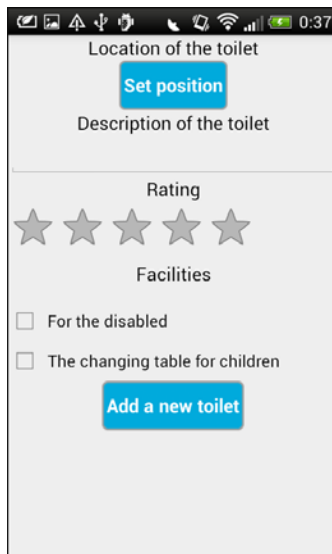 0:37
Location of the toilet
Set position
Description of the toilet
Rating
Facilities
For the disabled
The changing table for children
Add a new toilet